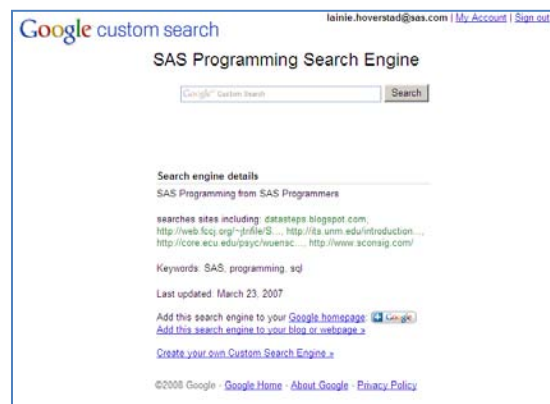 lainie.hoverstad@sas.com | My Account | Sign out
Google custom search
SAS Programming Search Engine
Google™ Custom Search
Search
Search engine details
SAS Programming from SAS Programmers
searches sites including: datasteps.blogspot.com,
http://web.fccj.org/~jtrifile/S..., http://its.unm.edu/introduction...,
http://core.ecu.edu/psyc/wuensc..., http://www.sconsig.com/
Keywords: SAS, programming. sql
Last updated: March 23, 2007
Add this search engine to your Google homepage: Google
Add this search engine to your blog or webpage »
Create your own Custom Search Engine »
©2008 Google - Google Home - About Google - Privacy Policy